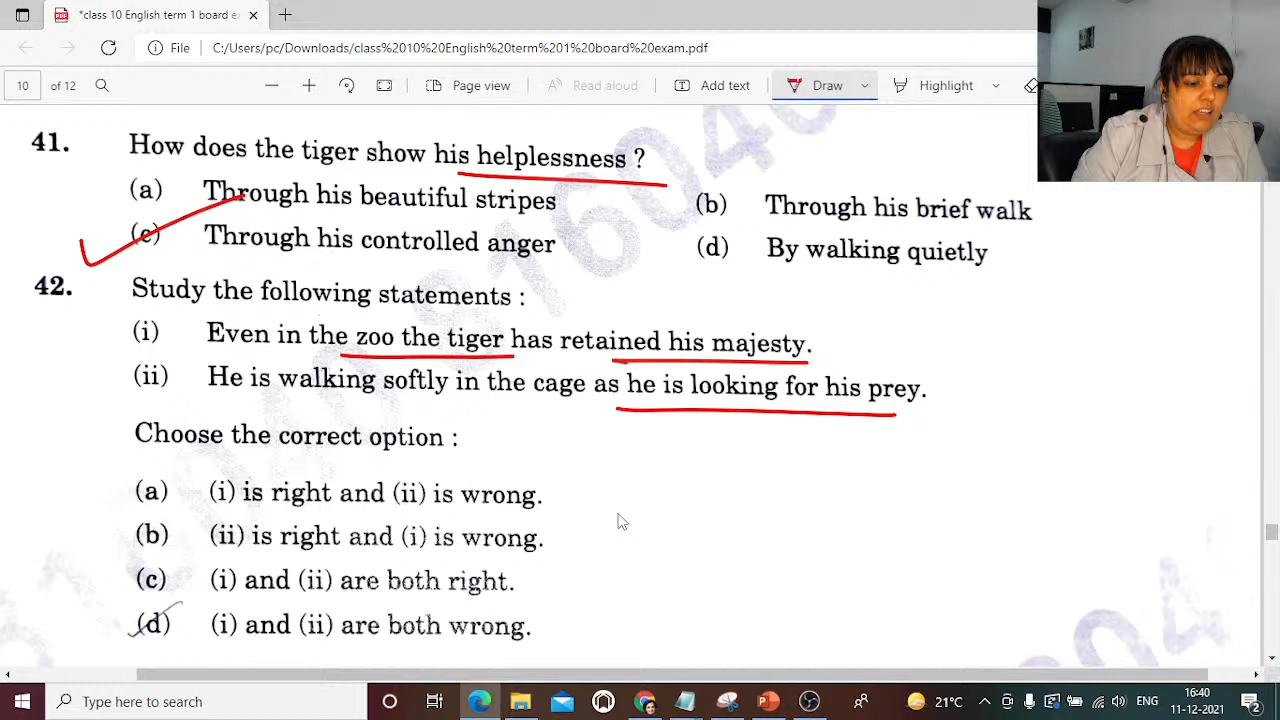 *class 10 English term 1 board e
File C:/Users/pc/Downloads/class%2010%20English%20term%201%20board%20exam.pdf
10 of 12 Page view Read aloud Add text Draw Highlight
41. How does the tiger show his helplessness ?
(a) Through his beautiful stripes (b) Through his brief walk
(c) Through his controlled anger (d) By walking quietly
42. Study the following statements :
(i) Even in the zoo the tiger has retained his majesty.
(ii) He is walking softly in the cage as he is looking for his prey.
Choose the correct option :
(a) (i) is right and (ii) is wrong.
(b) (ii) is right and (i) is wrong.
(c) (i) and (ii) are both right.
(d) (i) and (ii) are both wrong.
Type here to search 21°C ENG 16:40
11-12-2021 2